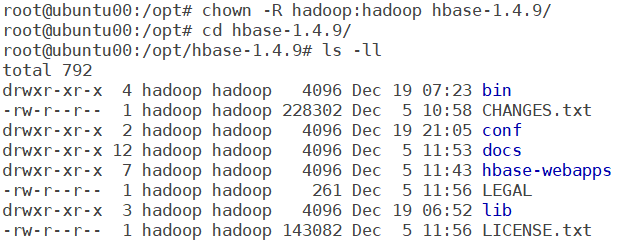 root@ubuntu00:/opt# chown -R hadoop:hadoop hbase-1.4.9/
root@ubuntu00:/opt# cd hbase-1.4.9/
root@ubuntu00:/opt/hbase-1.4.9# ls -ll
total 792
drwxr-xr-x  4 hadoop hadoop   4096 Dec 19 07:23 bin
-rw-r--r--  1 hadoop hadoop 228302 Dec  5 10:58 CHANGES.txt
drwxr-xr-x  2 hadoop hadoop   4096 Dec 19 21:05 conf
drwxr-xr-x 12 hadoop hadoop   4096 Dec  5 11:53 docs
drwxr-xr-x  7 hadoop hadoop   4096 Dec  5 11:43 hbase-webapps
-rw-r--r--  1 hadoop hadoop    261 Dec  5 11:56 LEGAL
drwxr-xr-x  3 hadoop hadoop   4096 Dec 19 06:52 lib
-rw-r--r--  1 hadoop hadoop 143082 Dec  5 11:56 LICENSE.txt